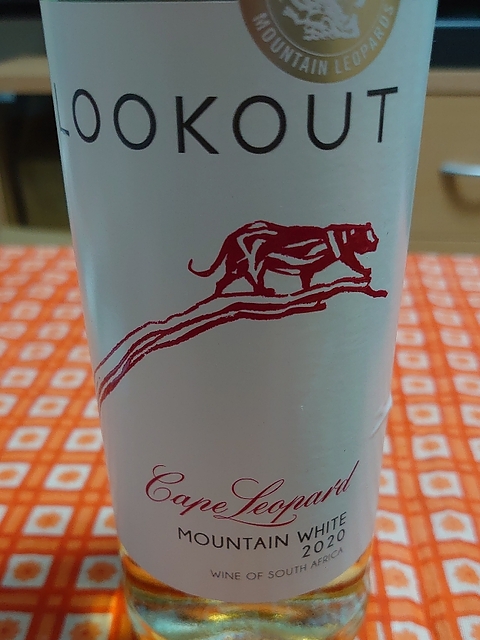 MOUNTAIN LEOPARDS
LOOKOUT
Cape Leopard
MOUNTAIN WHITE
2020
WINE OF SOUTH AFRICA